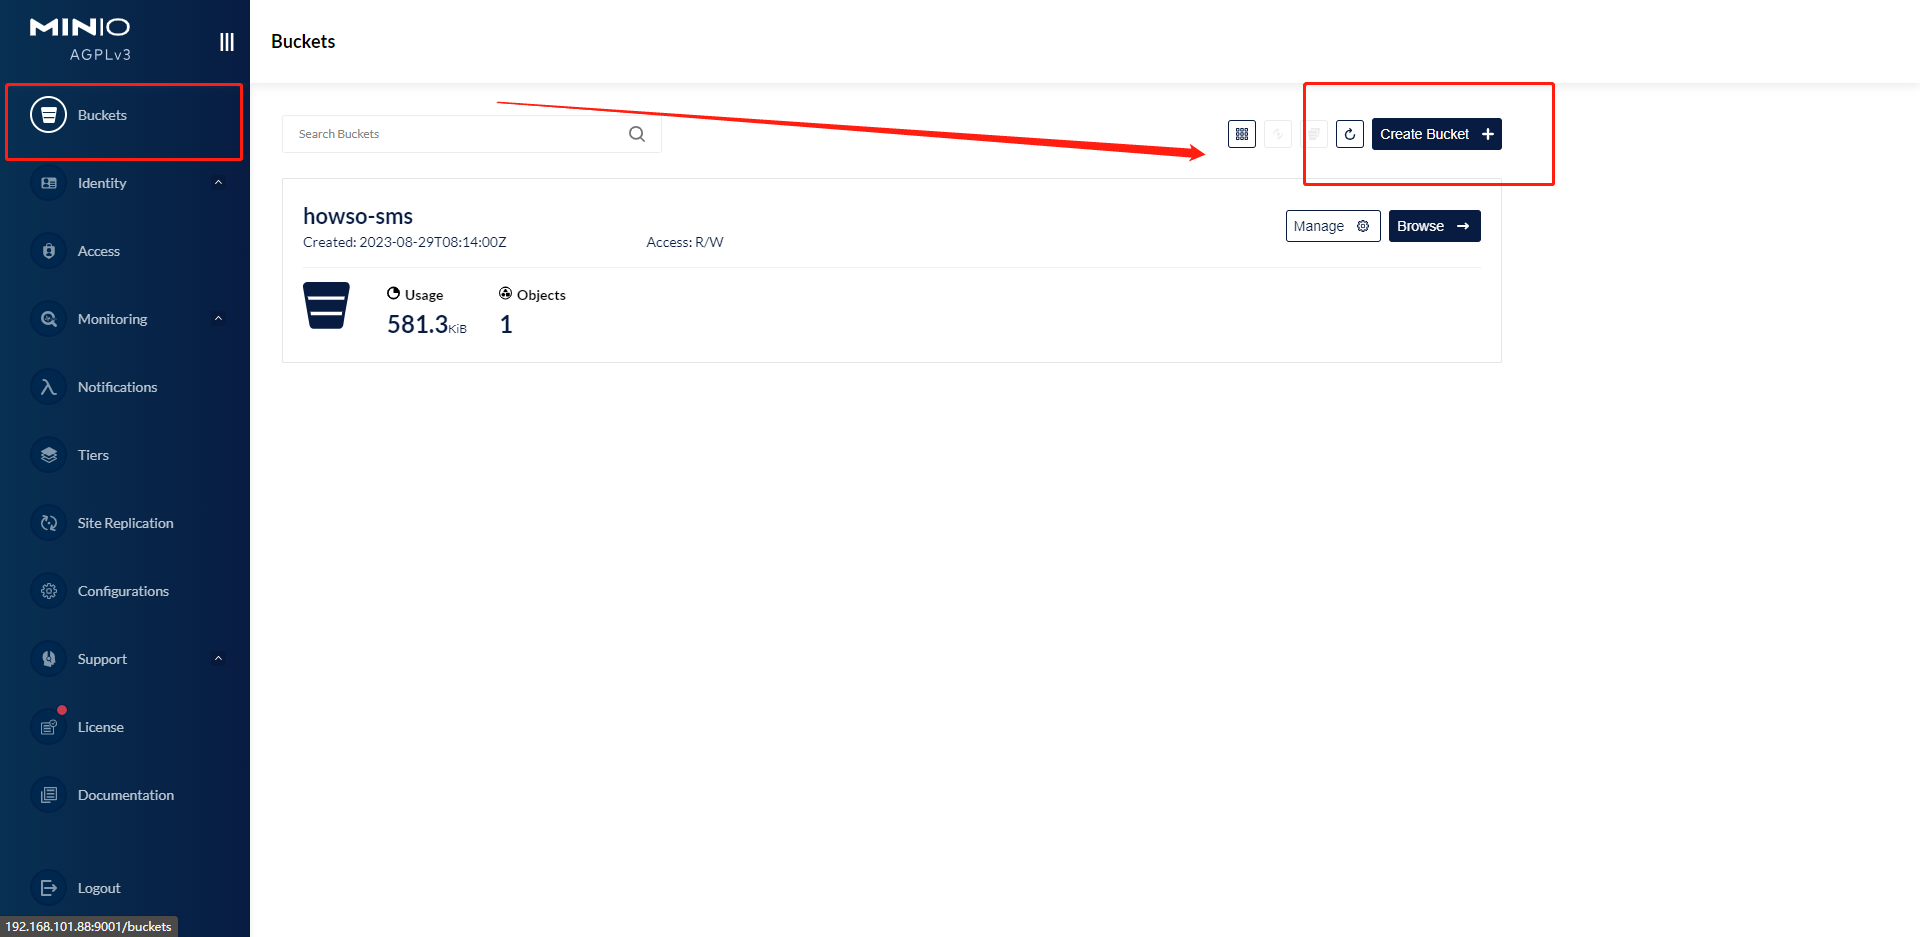 MINIO
AGPLv3
Buckets
Identity
Access
Monitoring
Notifications
Tiers
Site Replication
Configurations
Support
License
Documentation
Logout
192.168.101.88:9001/buckets
Buckets
Search Buckets
Create Bucket +
howso-sms
Created: 2023-08-29T08:14:00Z Access: R/W
Manage
Browse
Usage Objects
581.3KiB 1